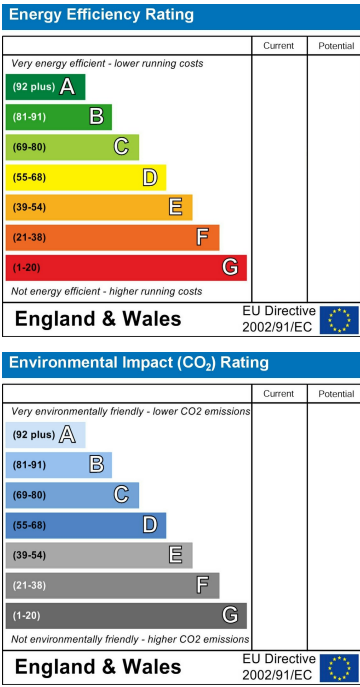 Energy Efficiency Rating
Current Potential
Very energy efficient - lower running costs
(92 plus) A
(81-91) B
(69-80) C
(55-68) D
(39-54) E
(21-38) F
(1-20) G
Not energy efficient - higher running costs
England & Wales EU Directive 2002/91/EC
Environmental Impact (CO₂) Rating
Current Potential
Very environmentally friendly - lower CO2 emissions
(92 plus) A
(81-91) B
(69-80) C
(55-68) D
(39-54) E
(21-38) F
(1-20) G
Not environmentally friendly - higher CO2 emissions
England & Wales EU Directive 2002/91/EC